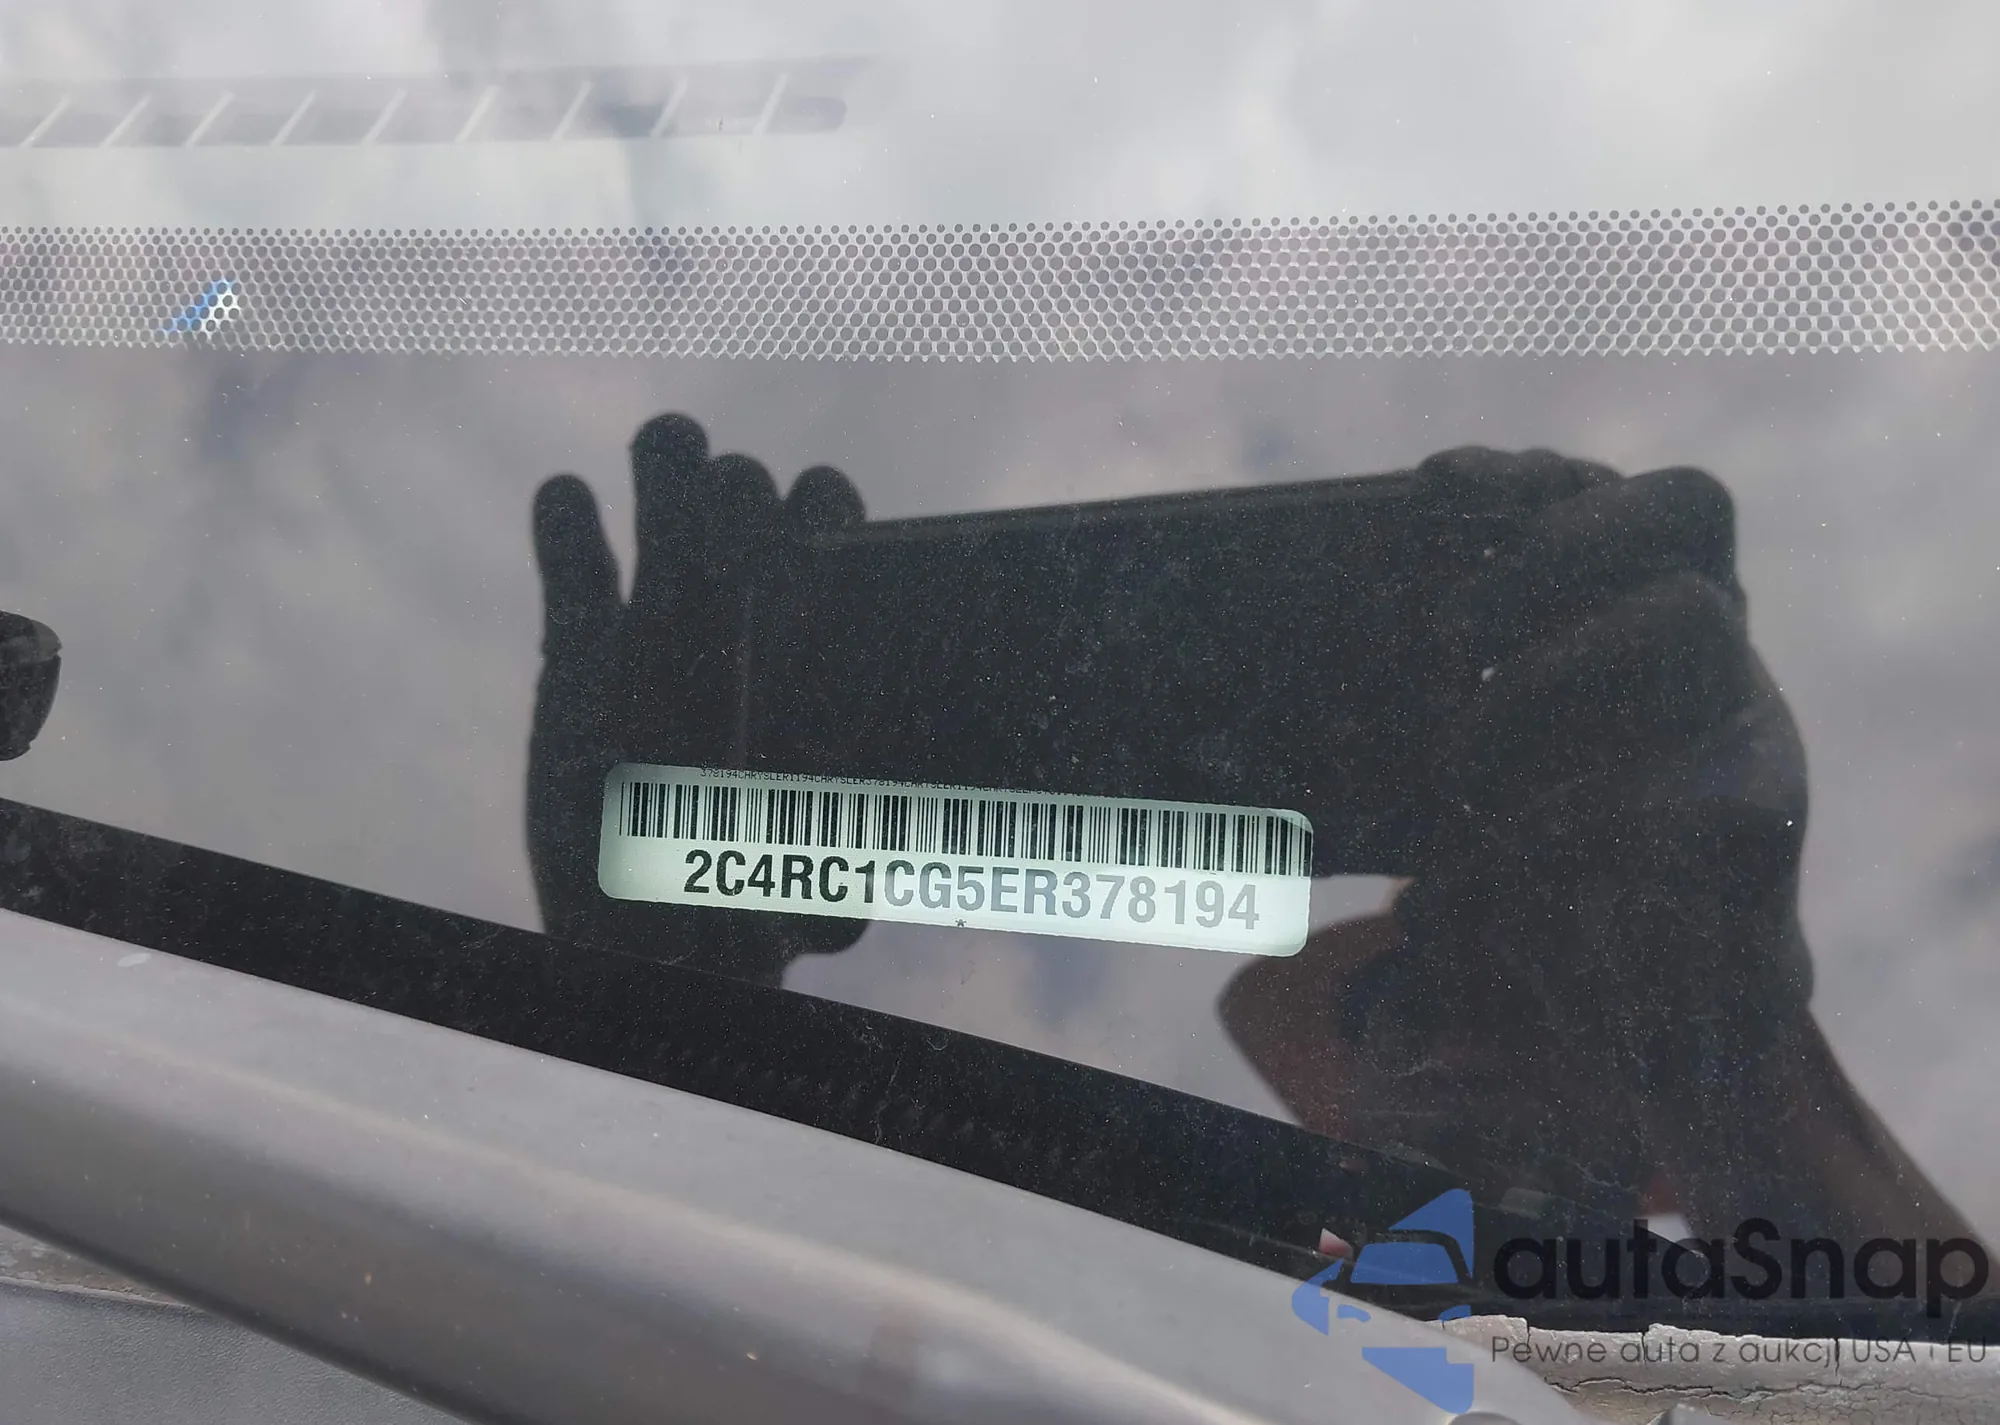 2C4RC1CG5ER378194
*
autaSnap
Pewne auta z aukcji USA i EU